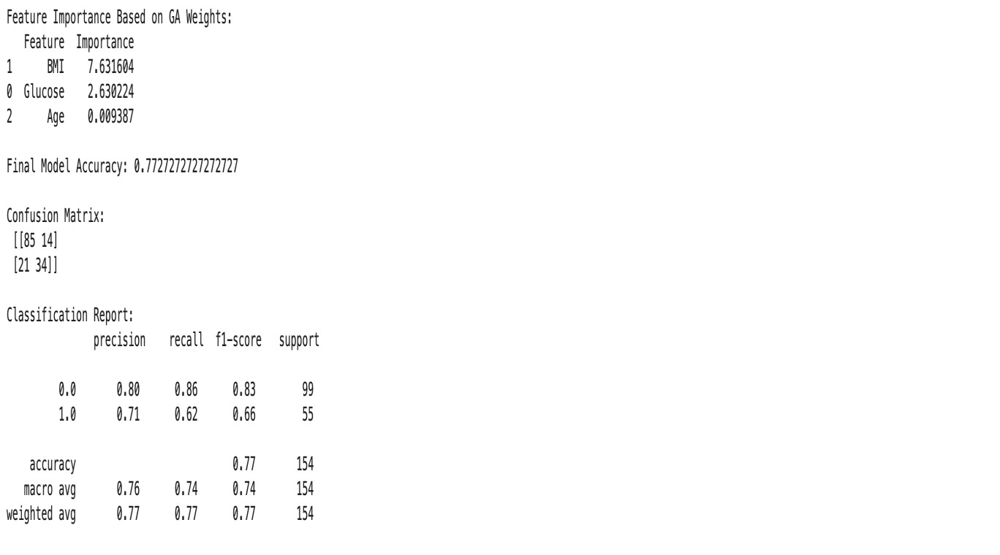 Feature Importance Based on GA Weights:
   Feature  Importance
1      BMI    7.631604
0  Glucose    2.630224
2      Age    0.009387

Final Model Accuracy: 0.7727272727272727

Confusion Matrix:
 [[85 14]
 [21 34]]

Classification Report:
               precision    recall  f1-score   support

         0.0       0.80      0.86      0.83        99
         1.0       0.71      0.62      0.66        55

    accuracy                           0.77       154
   macro avg       0.76      0.74      0.74       154
weighted avg       0.77      0.77      0.77       154